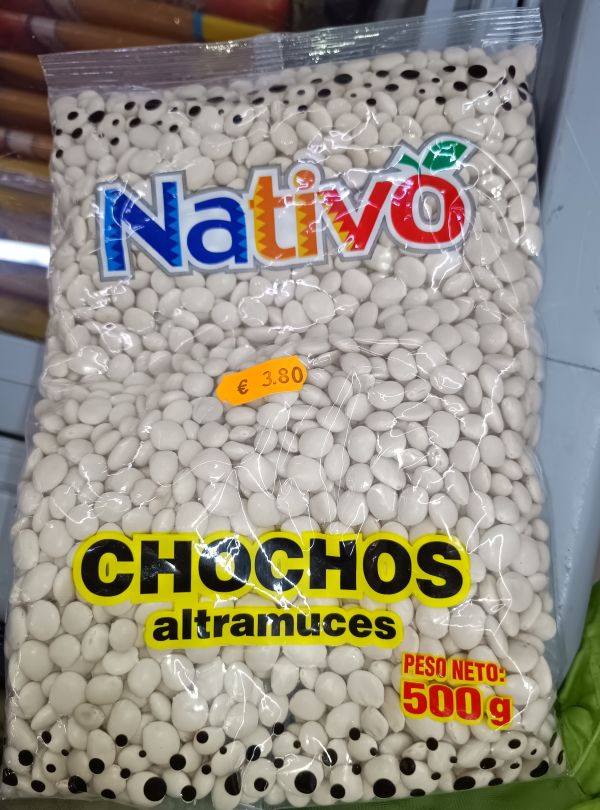 Nativo
€ 3.80
CHOCHOS
altramuces
PESO NETO:
500 g